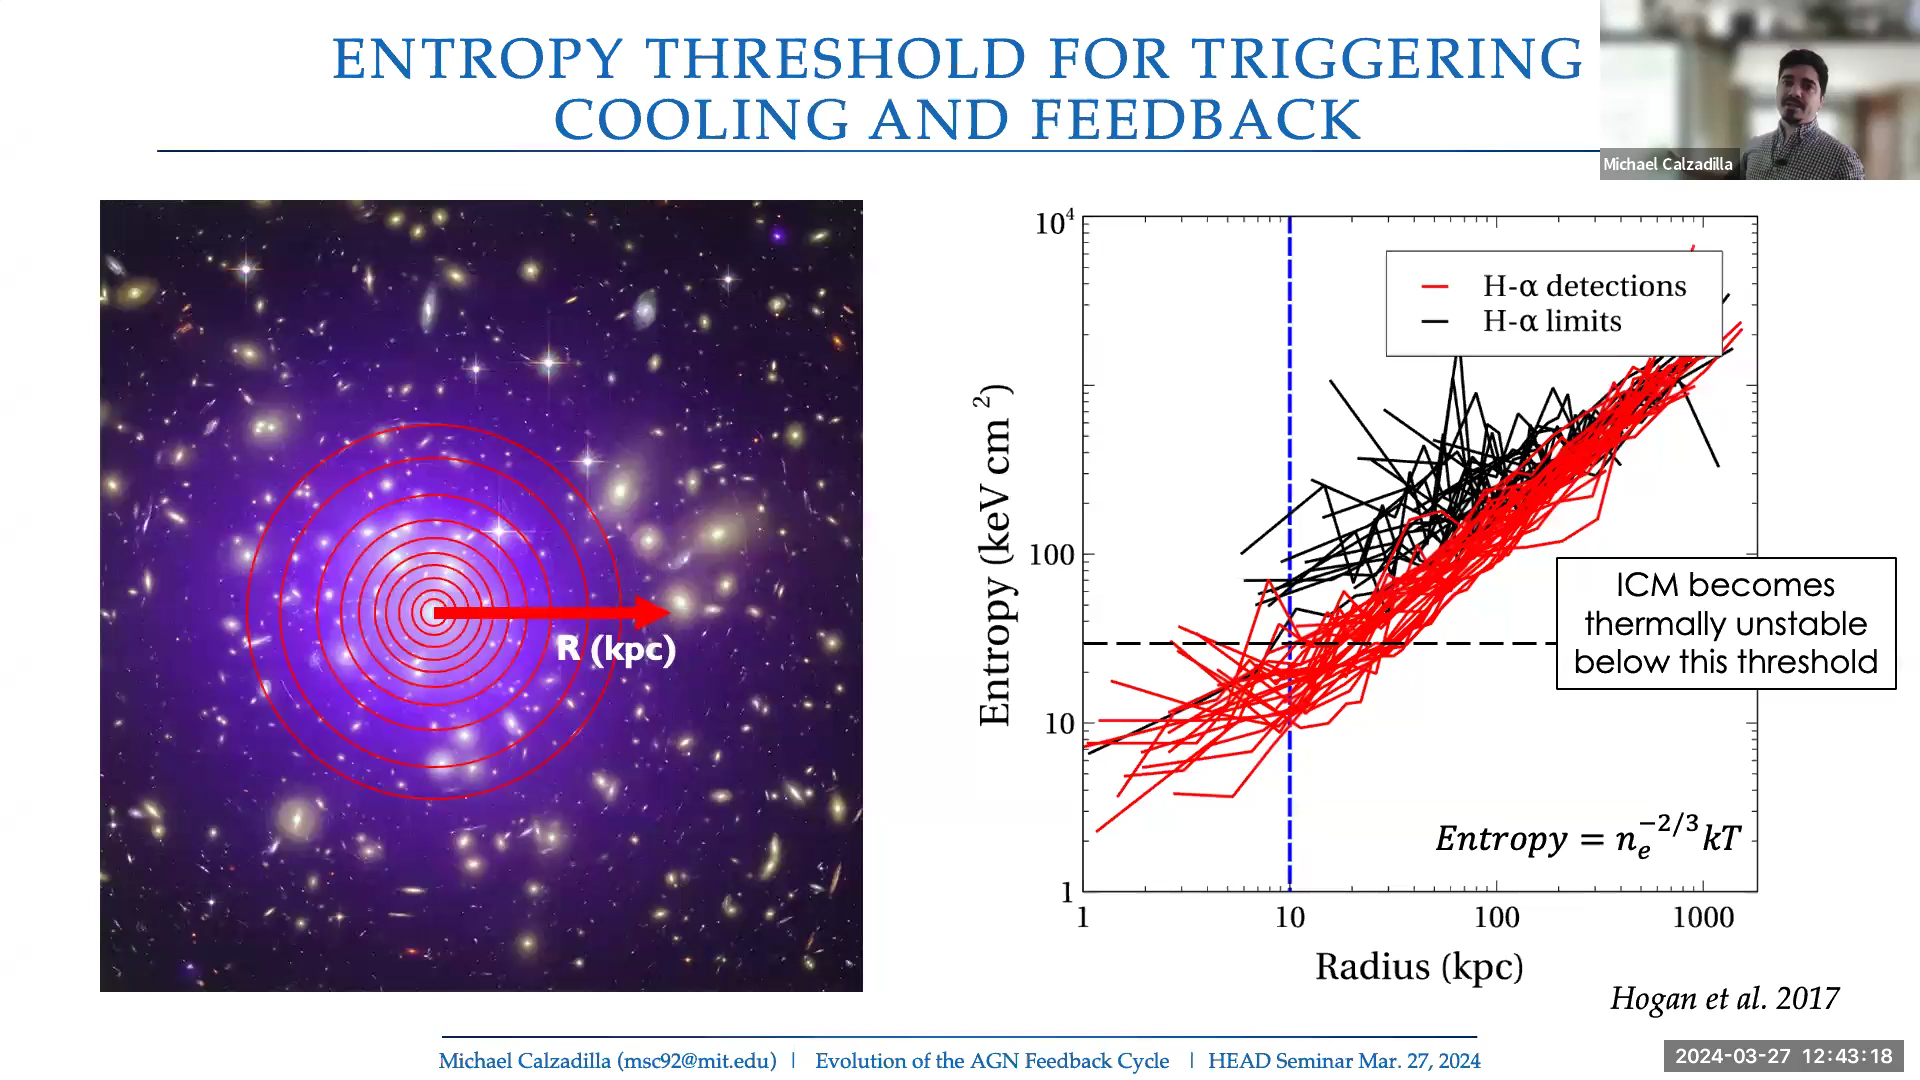 ENTROPY THRESHOLD FOR TRIGGERING
COOLING AND FEEDBACK
Michael Calzadilla
R (kpc)
10⁴
100
10
1
1
10
100
1000
Entropy (keV cm²)
Radius (kpc)
H-α detections
H-α limits
ICM becomes
thermally unstable
below this threshold
Entropy = nₑ^{−2/3} kT
Hogan et al. 2017
Michael Calzadilla (msc92@mit.edu) | Evolution of the AGN Feedback Cycle | HEAD Seminar Mar. 27, 2024
2024-03-27 12:43:18